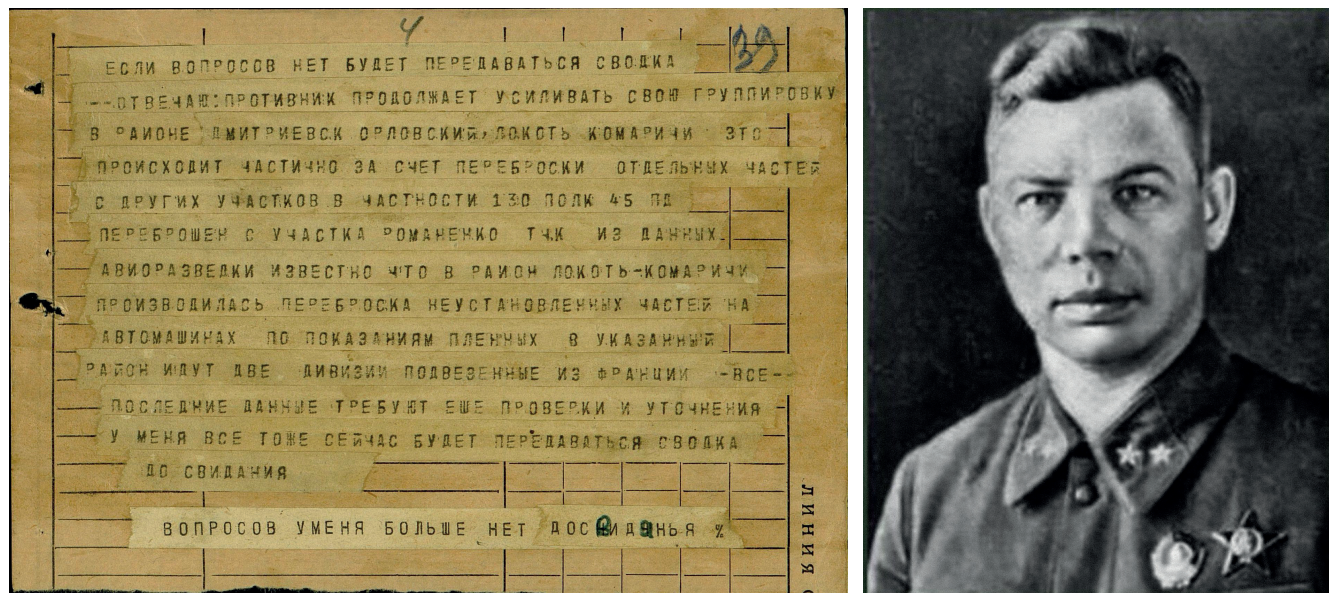 4
39
ЕСЛИ ВОПРОСОВ НЕТ БУДЕТ ПЕРЕДАВАТЬСЯ СВОДКА
--ОТВЕЧАЮ:ПРОТИВНИК ПРОДОЛЖАЕТ УСИЛИВАТЬ СВОЮ ГРУППИРОВКУ
В РАИОНЕ ДМИТРИЕВСК ОРЛОВСКИЙ,ЛОКОТЬ КОМАРИЧИ ЭТО
ПРОИСХОДИТ ЧАСТИЧНО ЗА СЧЕТ ПЕРЕБРОСКИ ОТДЕЛЬНЫХ ЧАСТЕЙ
С ДРУГИХ УЧАСТКОВ В ЧАСТНОСТИ 130 ПОЛК 45 ПД
ПЕРЕБРОШЕН С УЧАСТКА РОМАНЕНКО ТЧК ИЗ ДАННЫХ
АВИОРАЗВЕДКИ ИЗВЕСТНО ЧТО В РАИОН ЛОКОТЬ-КОМАРИЧИ
ПРОИЗВОДИЛАСЬ ПЕРЕБРОСКА НЕУСТАНОВЛЕННЫХ ЧАСТЕЙ НА
АВТОМАШИНАХ ПО ПОКАЗАНИЯМ ПЛЕННЫХ В УКАЗАННЫЙ
РАЙОН ИДУТ ДВЕ ДИВИЗИИ ПОДВЕЗЕННЫЕ ИЗ ФРАНЦИИ -ВСЕ--
ПОСЛЕДНИЕ ДАННЫЕ ТРЕБУЮТ ЕШЕ ПРОВЕРКИ И УТОЧНЕНИЯ -
У МЕНЯ ВСЕ ТОЖЕ СЕЙЧАС БУДЕТ ПЕРЕДАВАТЬСЯ СВОДКА
ДО СВИДАНИЯ
ВОПРОСОВ УМЕНЯ БОЛЬШЕ НЕТ ДОСВИДАНЬЯ %
ЛИНИЯ